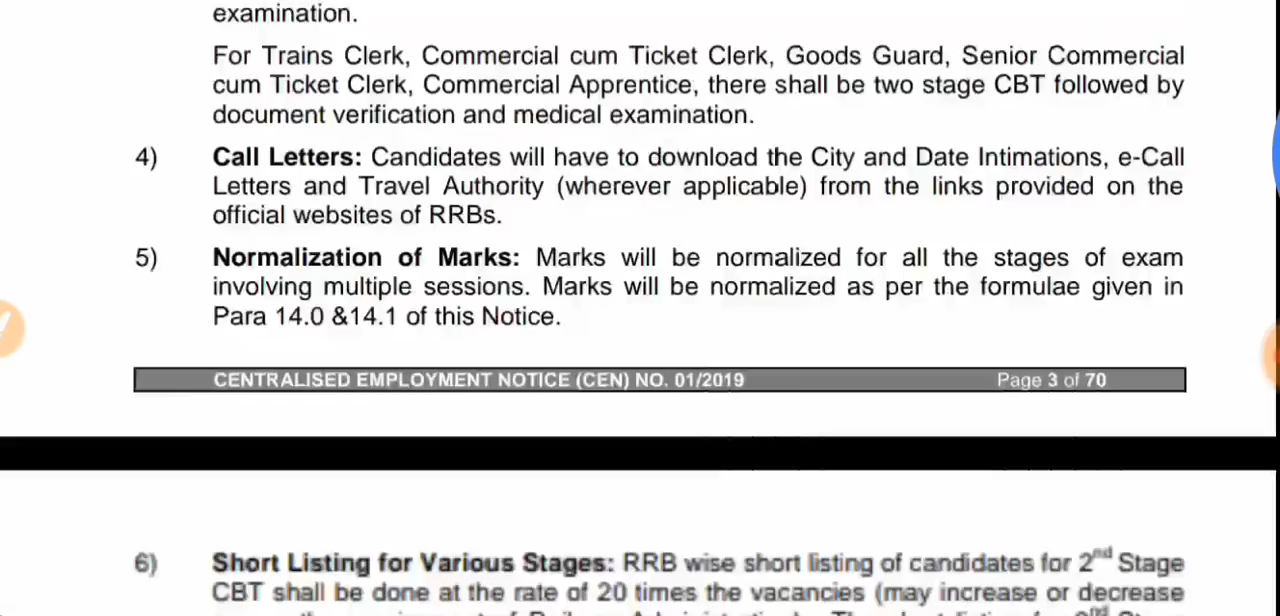 examination.
For Trains Clerk, Commercial cum Ticket Clerk, Goods Guard, Senior Commercial
cum Ticket Clerk, Commercial Apprentice, there shall be two stage CBT followed by
document verification and medical examination.
4) Call Letters: Candidates will have to download the City and Date Intimations, e-Call
Letters and Travel Authority (wherever applicable) from the links provided on the
official websites of RRBs.
5) Normalization of Marks: Marks will be normalized for all the stages of exam
involving multiple sessions. Marks will be normalized as per the formulae given in
Para 14.0 &14.1 of this Notice.
CENTRALISED EMPLOYMENT NOTICE (CEN) NO. 01/2019 Page 3 of 70
6) Short Listing for Various Stages: RRB wise short listing of candidates for 2nd Stage
CBT shall be done at the rate of 20 times the vacancies (may increase or decrease